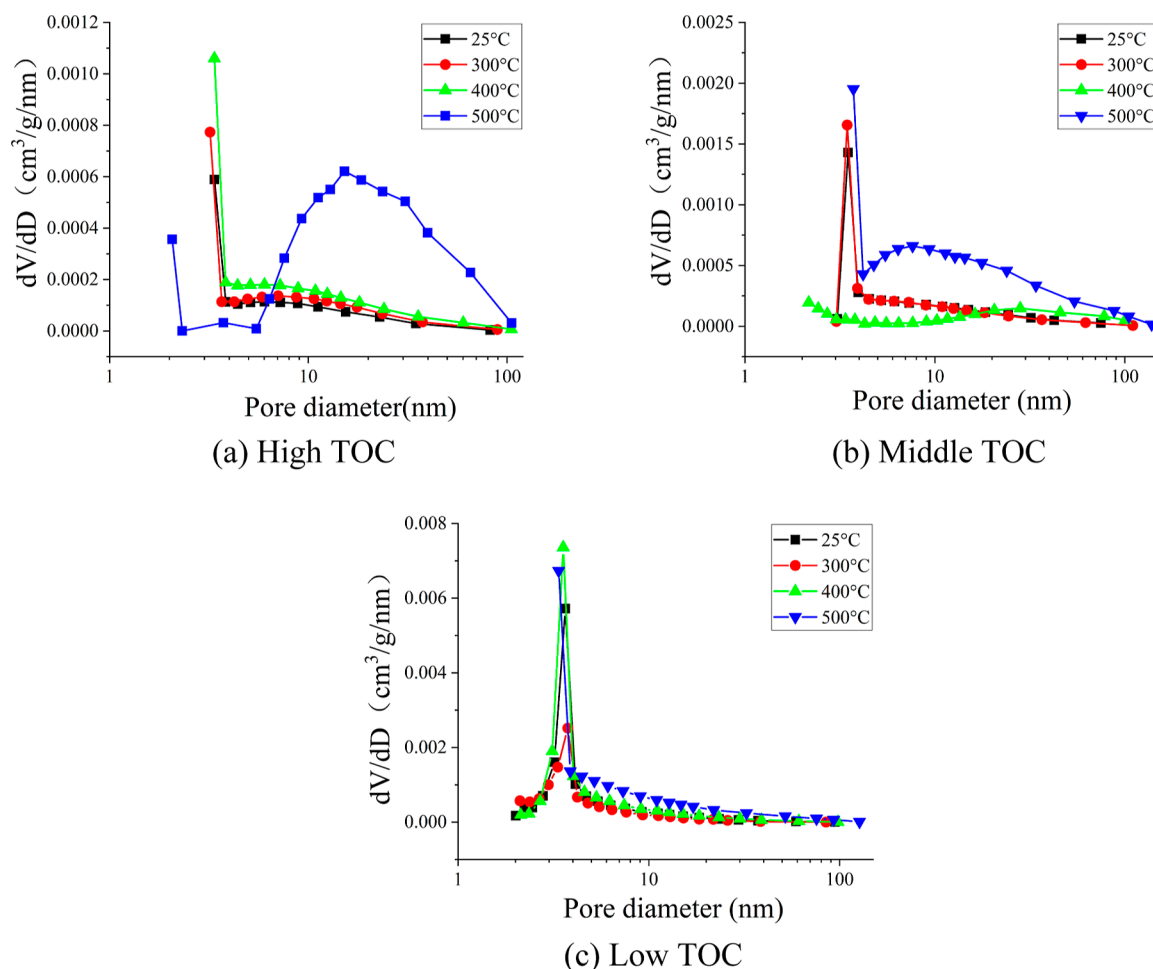 0.0012
0.0010
0.0008
0.0006
0.0004
0.0002
0.0000
dV/dD（cm³/g/nm）
25°C
300°C
400°C
500°C
1
10
100
Pore diameter(nm)
(a) High TOC
0.0025
0.0020
0.0015
0.0010
0.0005
0.0000
dV/dD（cm³/g/nm）
25°C
300°C
400°C
500°C
1
10
100
Pore diameter (nm)
(b) Middle TOC
0.008
0.006
0.004
0.002
0.000
dV/dD（cm³/g/nm）
25°C
300°C
400°C
500°C
1
10
100
Pore diameter (nm)
(c) Low TOC